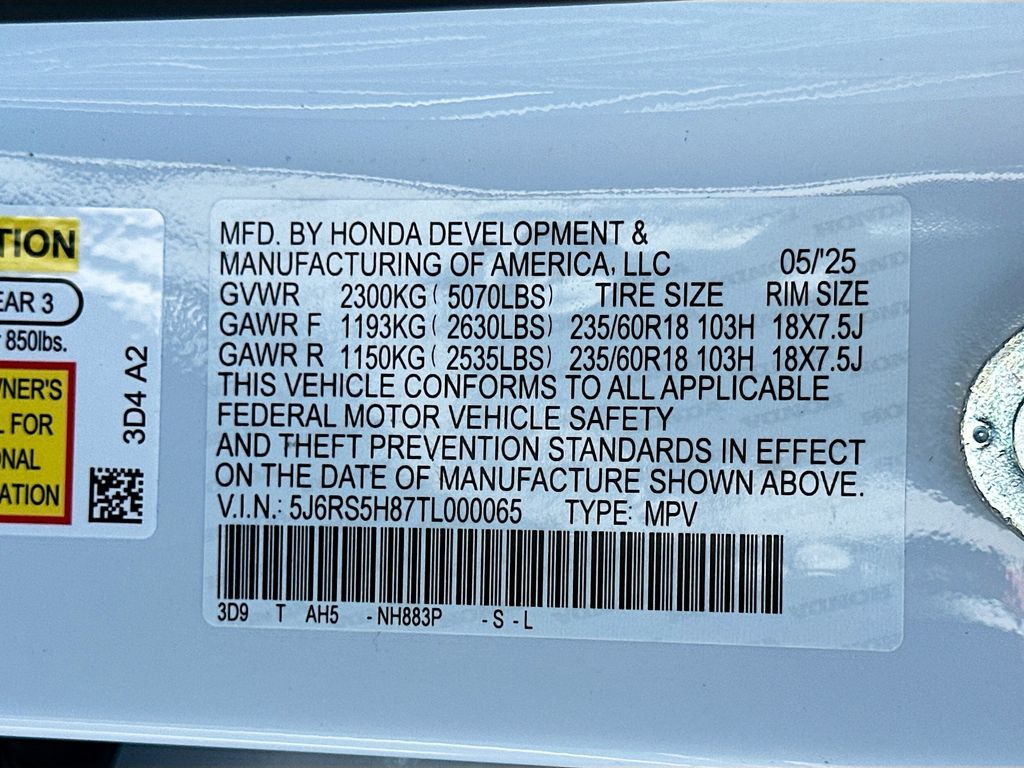 TION
EAR 3
850lbs.
WNER'S
FOR
ONAL
ATION
3D4 A2
MFD. BY HONDA DEVELOPMENT &
MANUFACTURING OF AMERICA, LLC 05/'25
GVWR 2300KG ( 5070LBS) TIRE SIZE RIM SIZE
GAWR F 1193KG ( 2630LBS) 235/60R18 103H 18X7.5J
GAWR R 1150KG ( 2535LBS) 235/60R18 103H 18X7.5J
THIS VEHICLE CONFORMS TO ALL APPLICABLE
FEDERAL MOTOR VEHICLE SAFETY
AND THEFT PREVENTION STANDARDS IN EFFECT
ON THE DATE OF MANUFACTURE SHOWN ABOVE.
V.I.N.: 5J6RS5H87TL000065 TYPE: MPV
3D9 T AH5 -NH883P -S-L